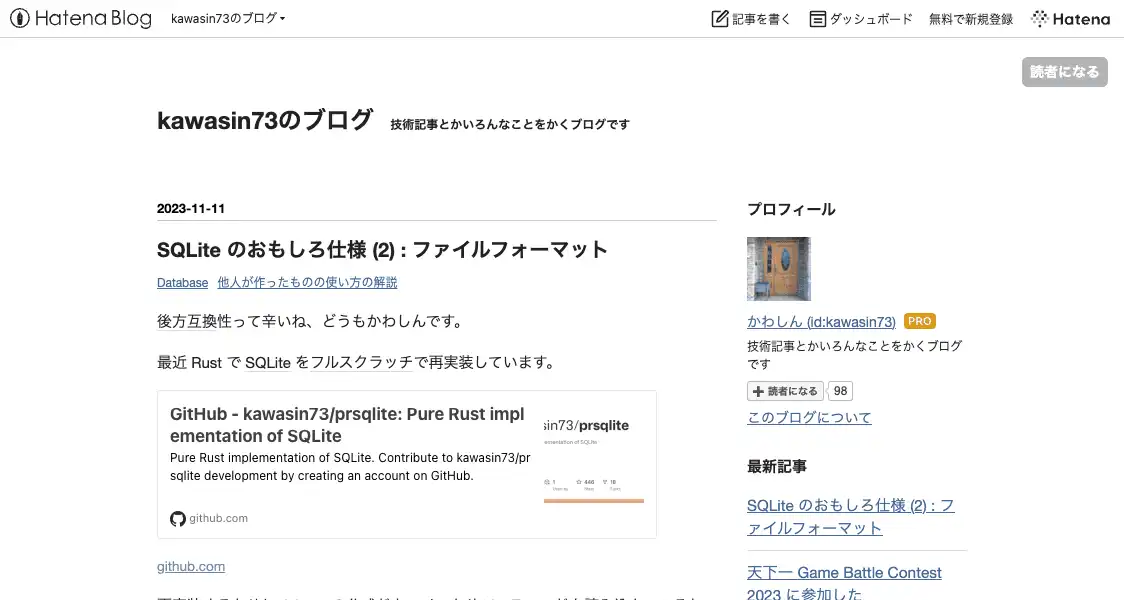 Hatena Blog
kawasin73のブログ
記事を書く
ダッシュボード
無料で新規登録
Hatena
読者になる
kawasin73のブログ
技術記事とかいろんなことをかくブログです
2023-11-11
SQLite のおもしろ仕様 (2) : ファイルフォーマット
Database 他人が作ったものの使い方の解説
後方互換性って辛いね、どうもかわしんです。
最近 Rust で SQLite をフルスクラッチで再実装しています。
GitHub - kawasin73/prsqlite: Pure Rust impl
ementation of SQLite
Pure Rust implementation of SQLite. Contribute to kawasin73/pr
sqlite development by creating an account on GitHub.
github.com
sin73/prsqlite
ementation of SQLite
github.com
プロフィール
かわしん (id:kawasin73) PRO
技術記事とかいろんなことをかくブログ
です
読者になる 98
このブログについて
最新記事
SQLite のおもしろ仕様 (2) : フ
ァイルフォーマット
天下一 Game Battle Contest
2023 に参加した